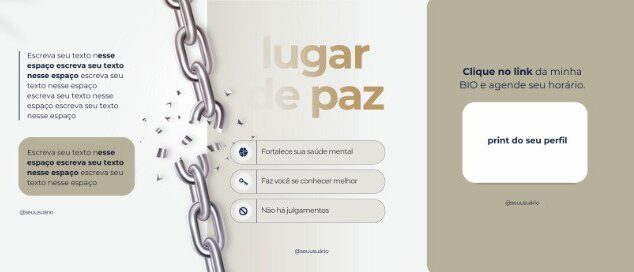 Escreva seu texto nesse
espaço escreva seu texto
nesse espaço escreva seu
texto nesse espaço
escreva seu texto nesse
espaço escreva seu texto
nesse espaço
Escreva seu texto nesse
espaço escreva seu texto
nesse espaço escreva seu
texto nesse espaço
@seuusuário
lugar
de paz
Fortalece sua saúde mental
Faz você se conhecer melhor
Não há julgamentos
@seuusuário
Clique no link da minha
BIO e agende seu horário.
print do seu perfil
@seuusuário